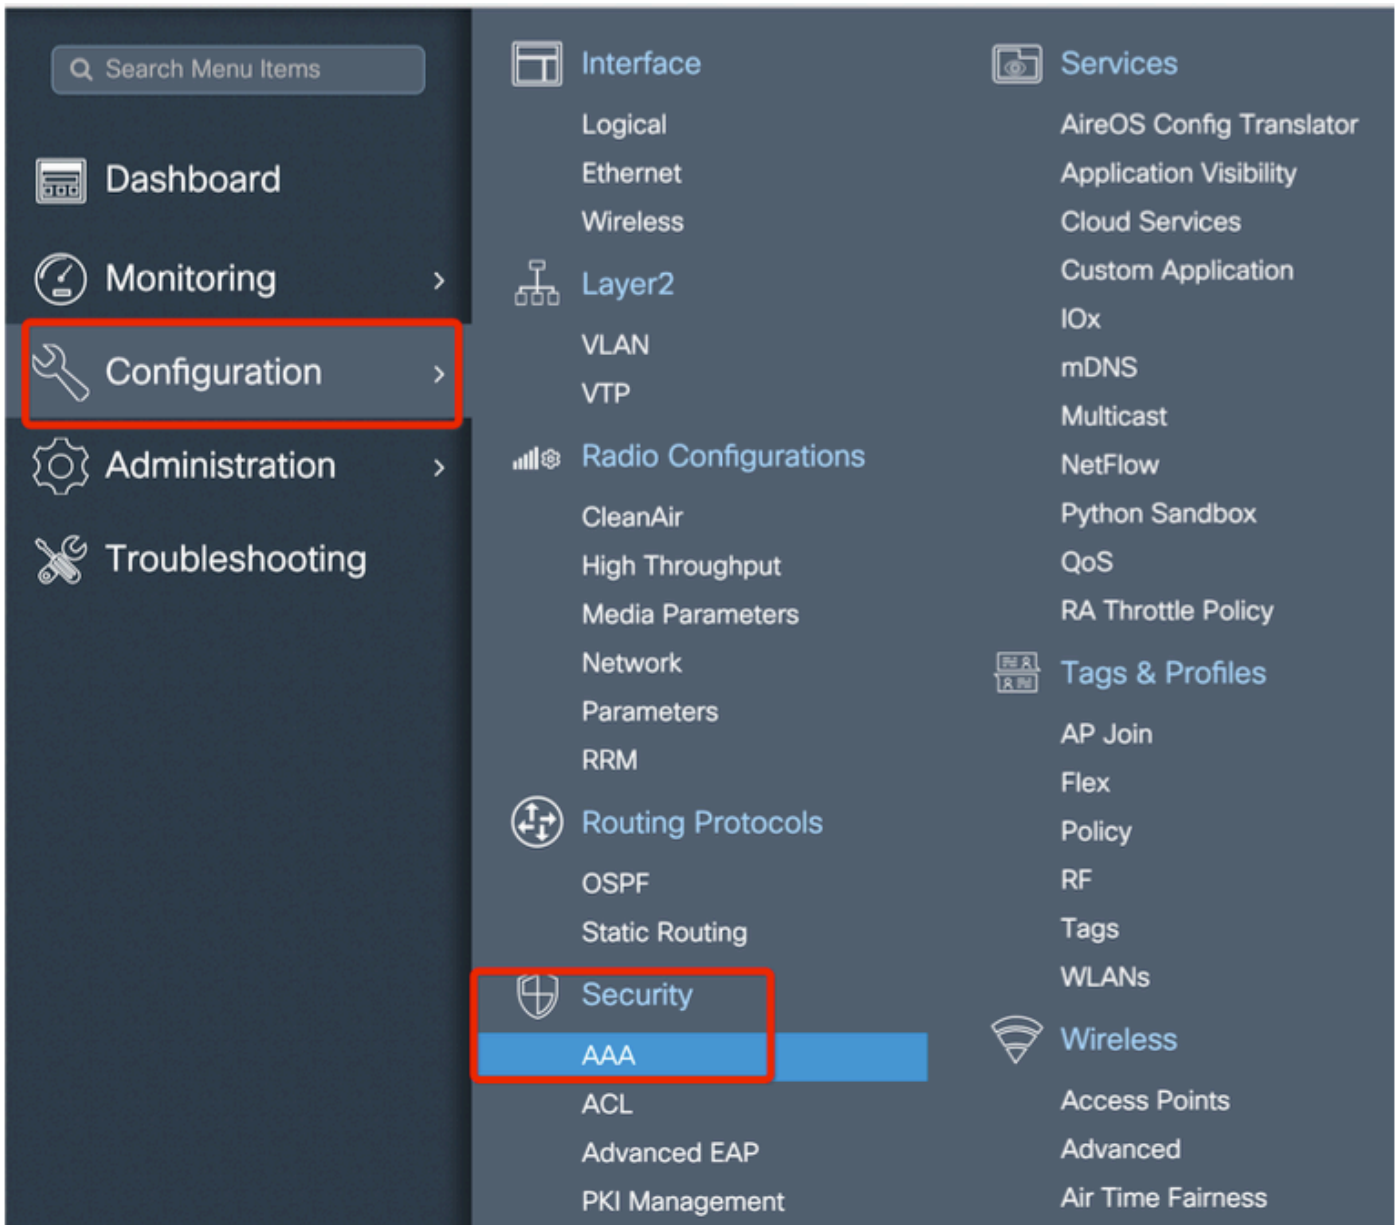 Search Menu Items
Dashboard
Monitoring
Configuration
Administration
Troubleshooting
Interface
Logical
Ethernet
Wireless
Layer2
VLAN
VTP
Radio Configurations
CleanAir
High Throughput
Media Parameters
Network
Parameters
RRM
Routing Protocols
OSPF
Static Routing
Security
AAA
ACL
Advanced EAP
PKI Management
Services
AireOS Config Translator
Application Visibility
Cloud Services
Custom Application
IOx
mDNS
Multicast
NetFlow
Python Sandbox
QoS
RA Throttle Policy
Tags & Profiles
AP Join
Flex
Policy
RF
Tags
WLANs
Wireless
Access Points
Advanced
Air Time Fairness